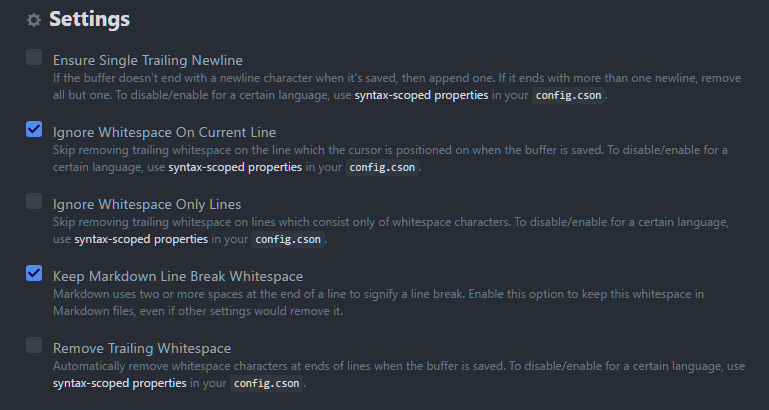 Settings
Ensure Single Trailing Newline
If the buffer doesn't end with a newline character when it's saved, then append one. If it ends with more than one newline, remove
all but one. To disable/enable for a certain language, use syntax-scoped properties in your config.cson.
Ignore Whitespace On Current Line
Skip removing trailing whitespace on the line which the cursor is positioned on when the buffer is saved. To disable/enable for a
certain language, use syntax-scoped properties in your config.cson.
Ignore Whitespace Only Lines
Skip removing trailing whitespace on lines which consist only of whitespace characters. To disable/enable for a certain language,
use syntax-scoped properties in your config.cson.
Keep Markdown Line Break Whitespace
Markdown uses two or more spaces at the end of a line to signify a line break. Enable this option to keep this whitespace in
Markdown files, even if other settings would remove it.
Remove Trailing Whitespace
Automatically remove whitespace characters at ends of lines when the buffer is saved. To disable/enable for a certain language, use
syntax-scoped properties in your config.cson.